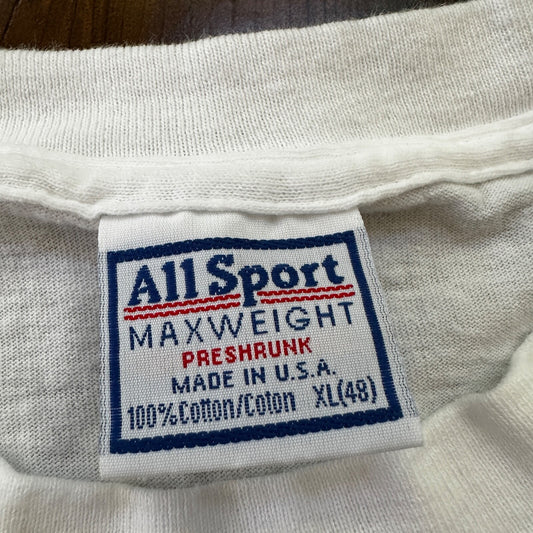 All Sport
MAXWEIGHT
PRESHRUNK
MADE IN U.S.A.
100% Cotton/Coton XL(48)